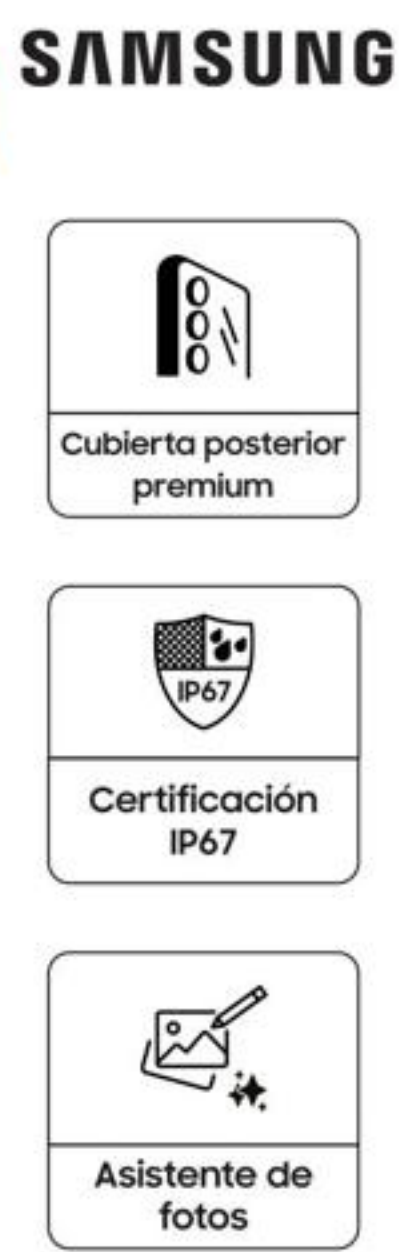 SAMSUNG
Cubierta posterior
premium
IP67
Certificación
IP67
Asistente de
fotos